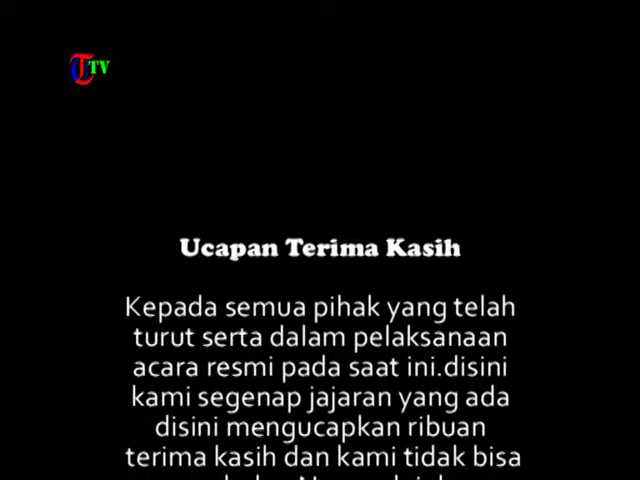 TTV
Ucapan Terima Kasih
Kepada semua pihak yang telah
turut serta dalam pelaksanaan
acara resmi pada saat ini.disini
kami segenap jajaran yang ada
disini mengucapkan ribuan
terima kasih dan kami tidak bisa